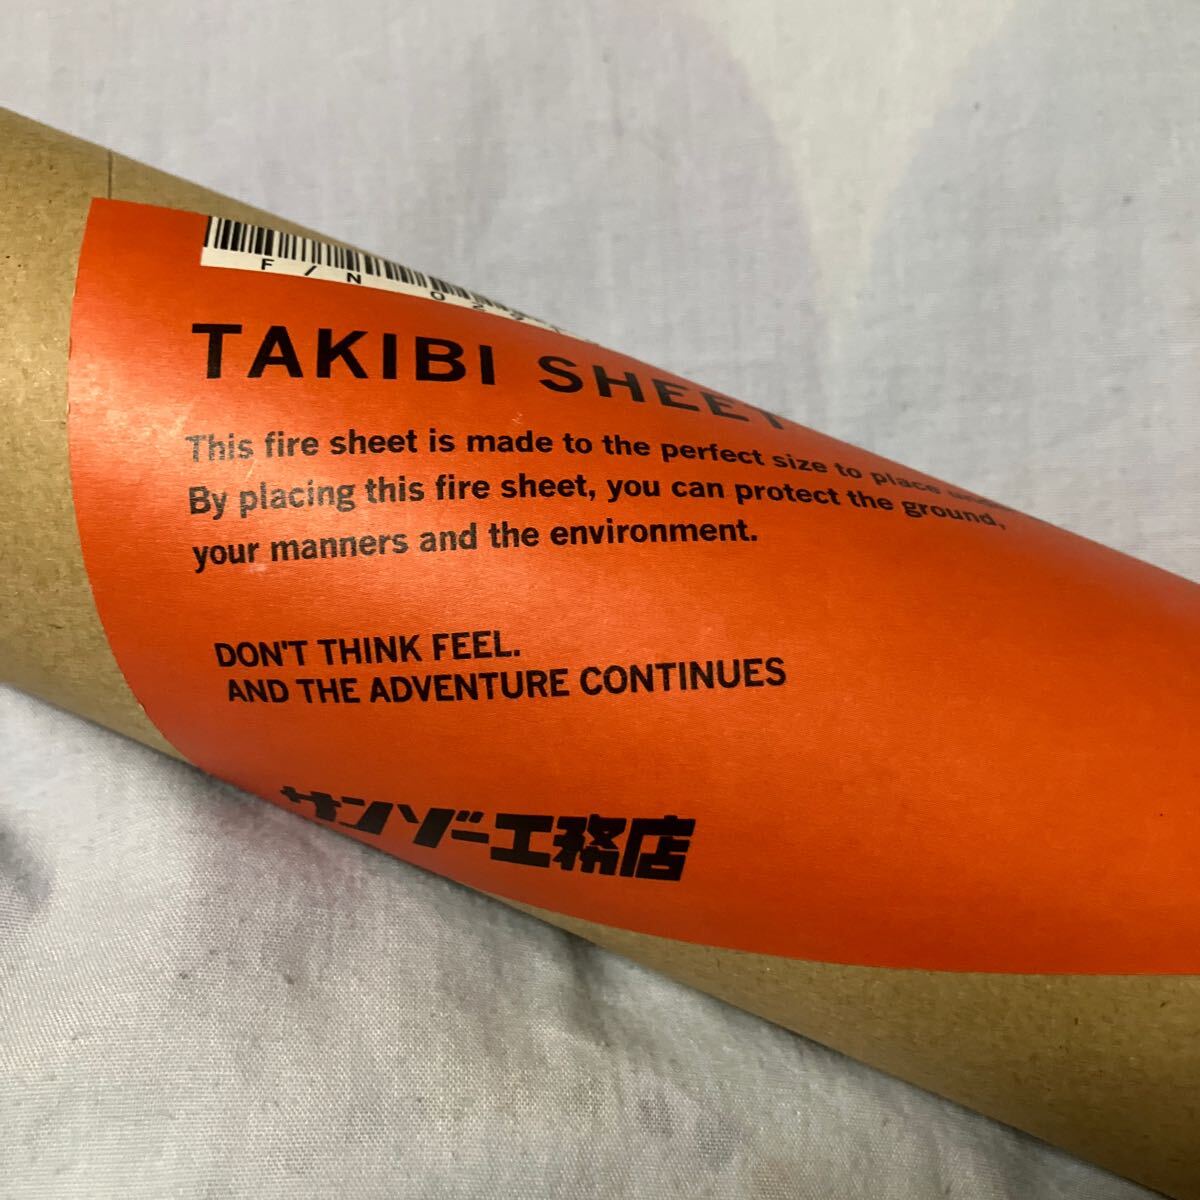 F/N
TAKIBI SHEET
This fire sheet is made to the perfect size to place
By placing this fire sheet, you can protect the ground,
your manners and the environment.
DON'T THINK FEEL.
AND THE ADVENTURE CONTINUES
サンゾー工務店